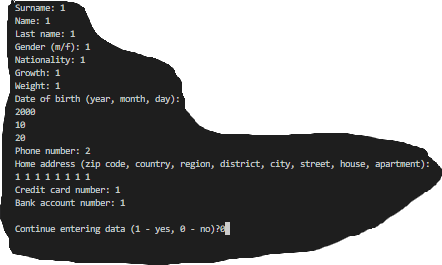 Surname: 1
Name: 1
Last name: 1
Gender (m/f): 1
Nationality: 1
Growth: 1
Weight: 1
Date of birth (year, month, day):
2000
10
20
Phone number: 2
Home address (zip code, country, region, district, city, street, house, apartment):
1 1 1 1 1 1 1 1
Credit card number: 1
Bank account number: 1
Continue entering data (1 - yes, 0 - no)?0